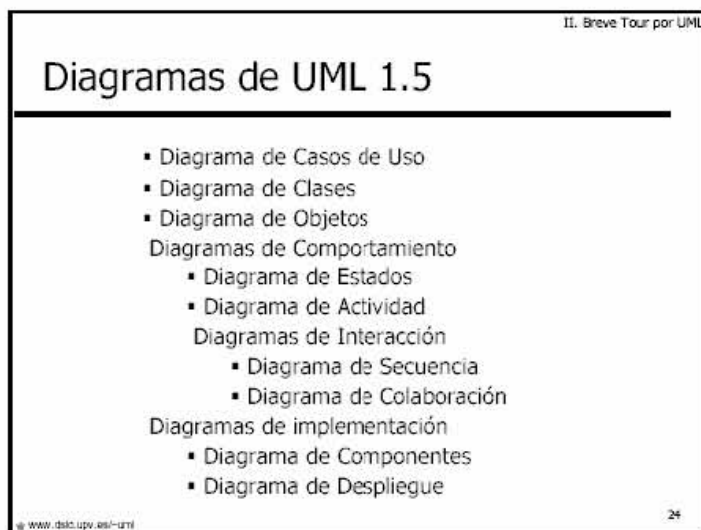 II. Breve Tour por UML
Diagramas de UML 1.5
▪ Diagrama de Casos de Uso
▪ Diagrama de Clases
▪ Diagrama de Objetos
Diagramas de Comportamiento
▪ Diagrama de Estados
▪ Diagrama de Actividad
Diagramas de Interacción
▪ Diagrama de Secuencia
▪ Diagrama de Colaboración
Diagramas de implementación
▪ Diagrama de Componentes
▪ Diagrama de Despliegue
www.dsic.upv.es/~uml
24